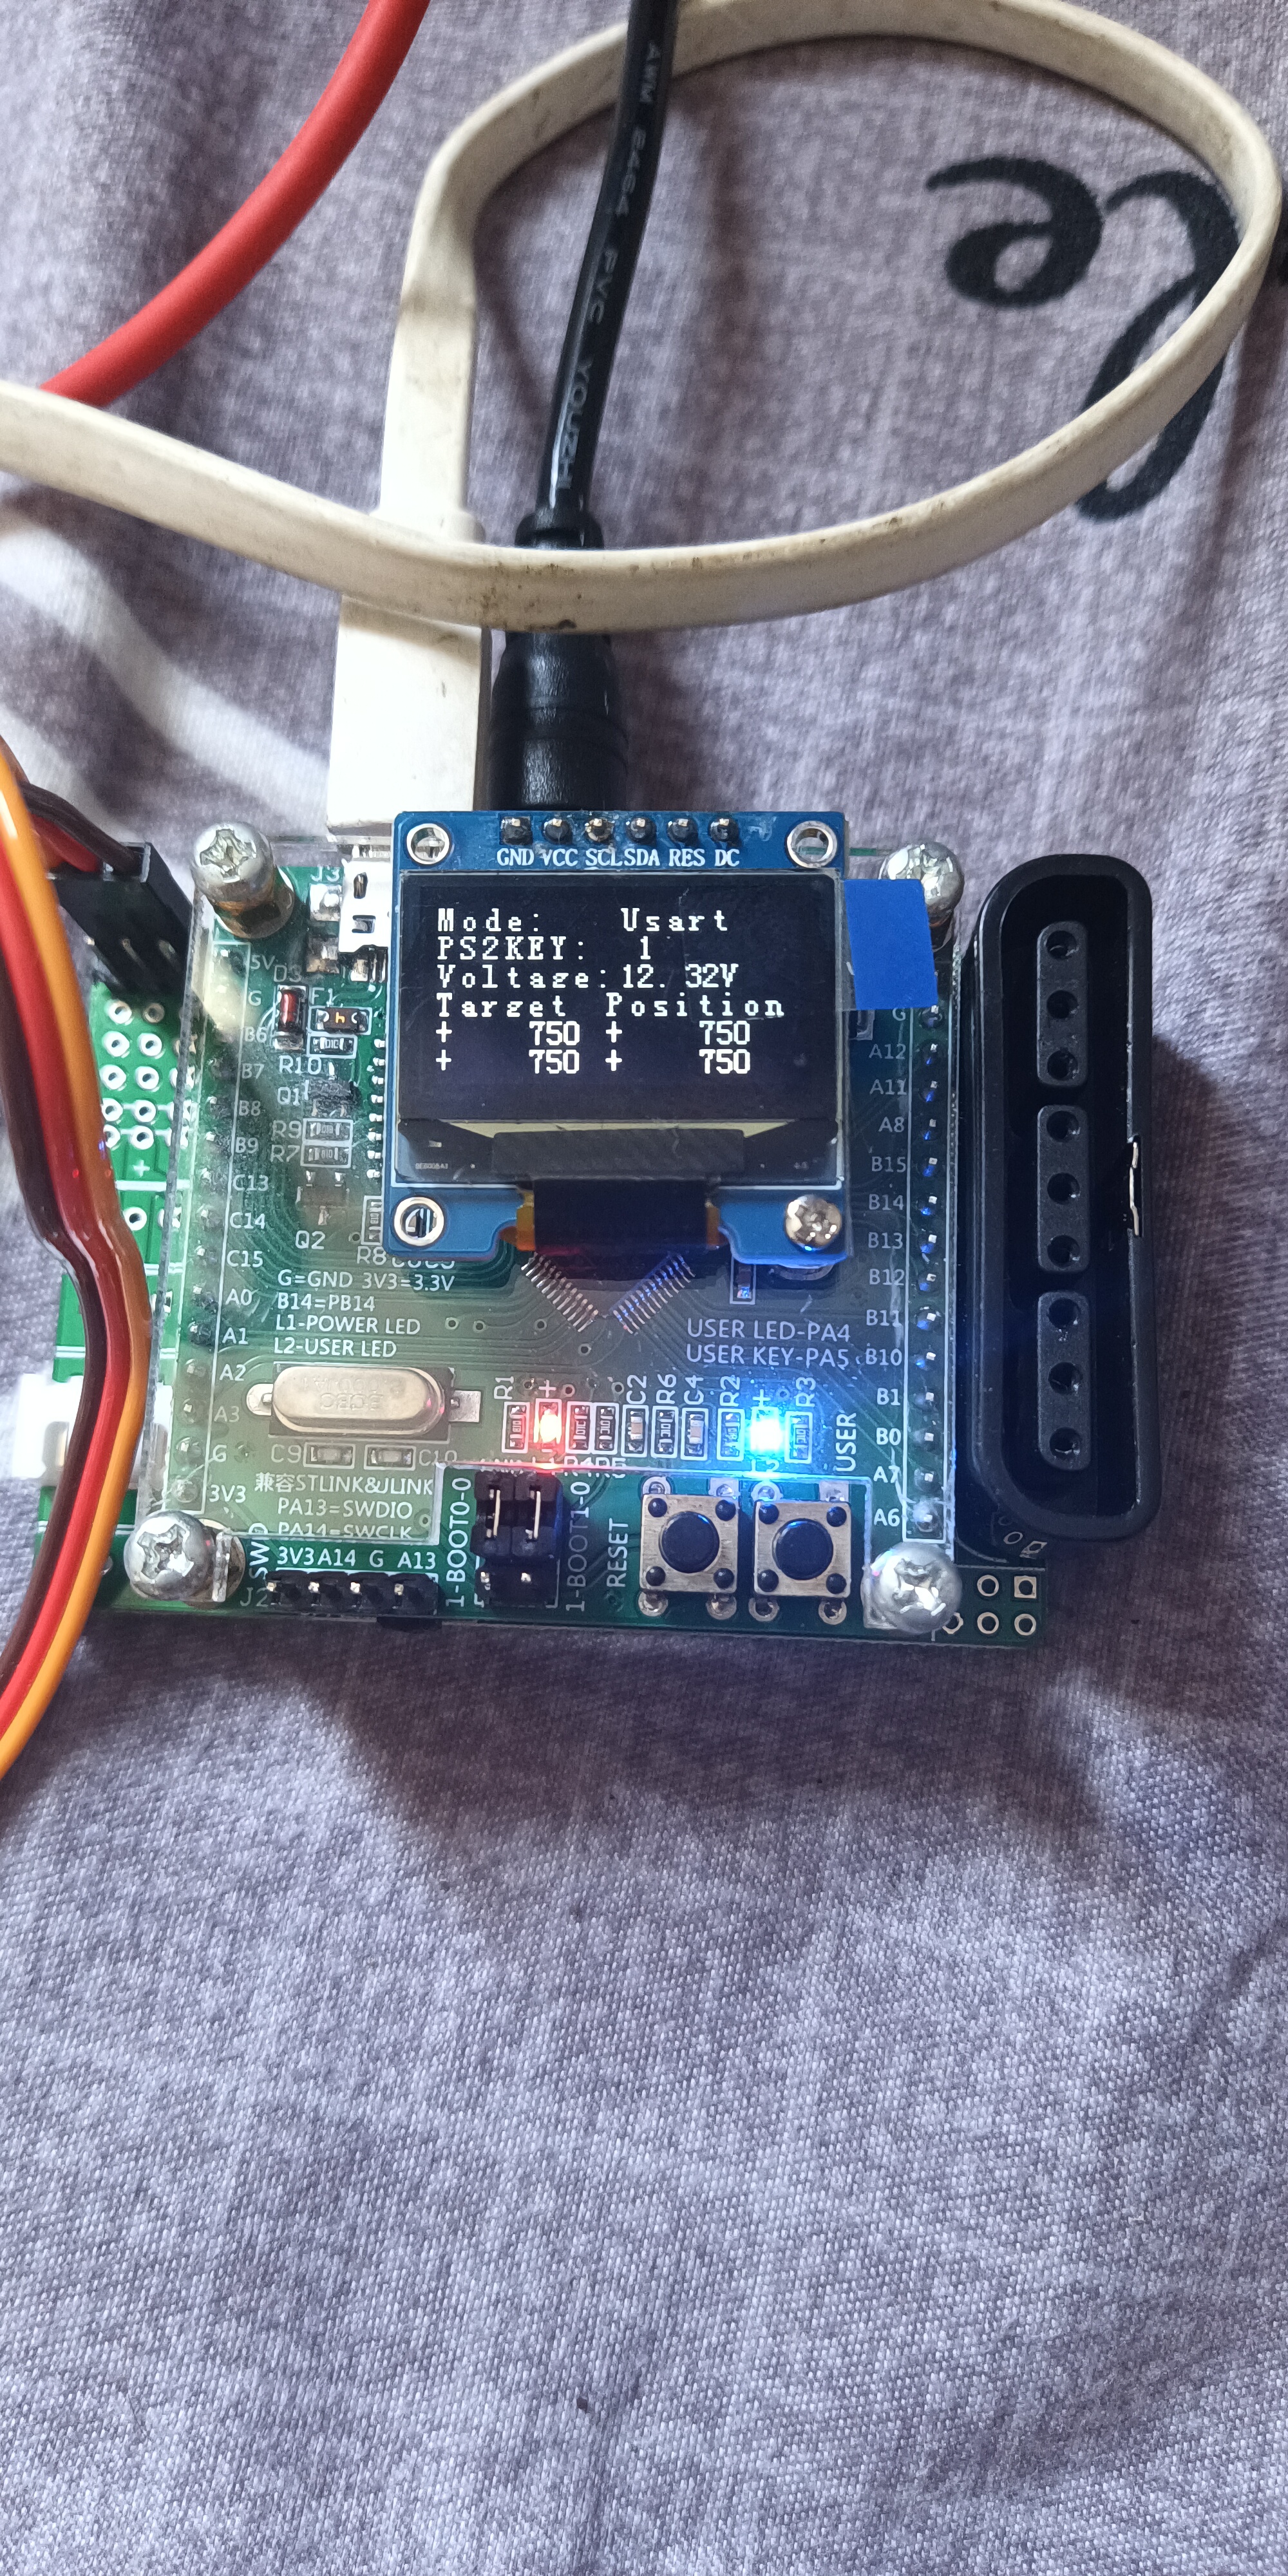 AWM E464 PVC YOUZHI
le
GND VCC SCL SDA RES DC
Mode: Usart
PS2KEY: 1
Voltage:12.32V
Target Position
+ 750 + 750
+ 750 + 750
J3
5V
D3
F1
G
B6
R10
B7
Q1
B8
R9
B9
R7
C13
C14
Q2
R8
C15
A0
A1
A2
A3
G
3V3
G=GND 3V3=3.3V
B14=PB14
L1-POWER LED
L2-USER LED
G
A12
A11
A8
B15
B14
B13
B12
B11
B10
B1
B0
A7
A6
USER LED-PA4
USER KEY-PA5
R1 + C2 R6 C4 R2 + R3
USER
C9
C10
兼容STLINK&JLINK
PA13=SWDIO
PA14=SWCLK
SWD
3V3 A14 G A13
J2
1-BOOT0-0
1-BOOT1-0
RESET